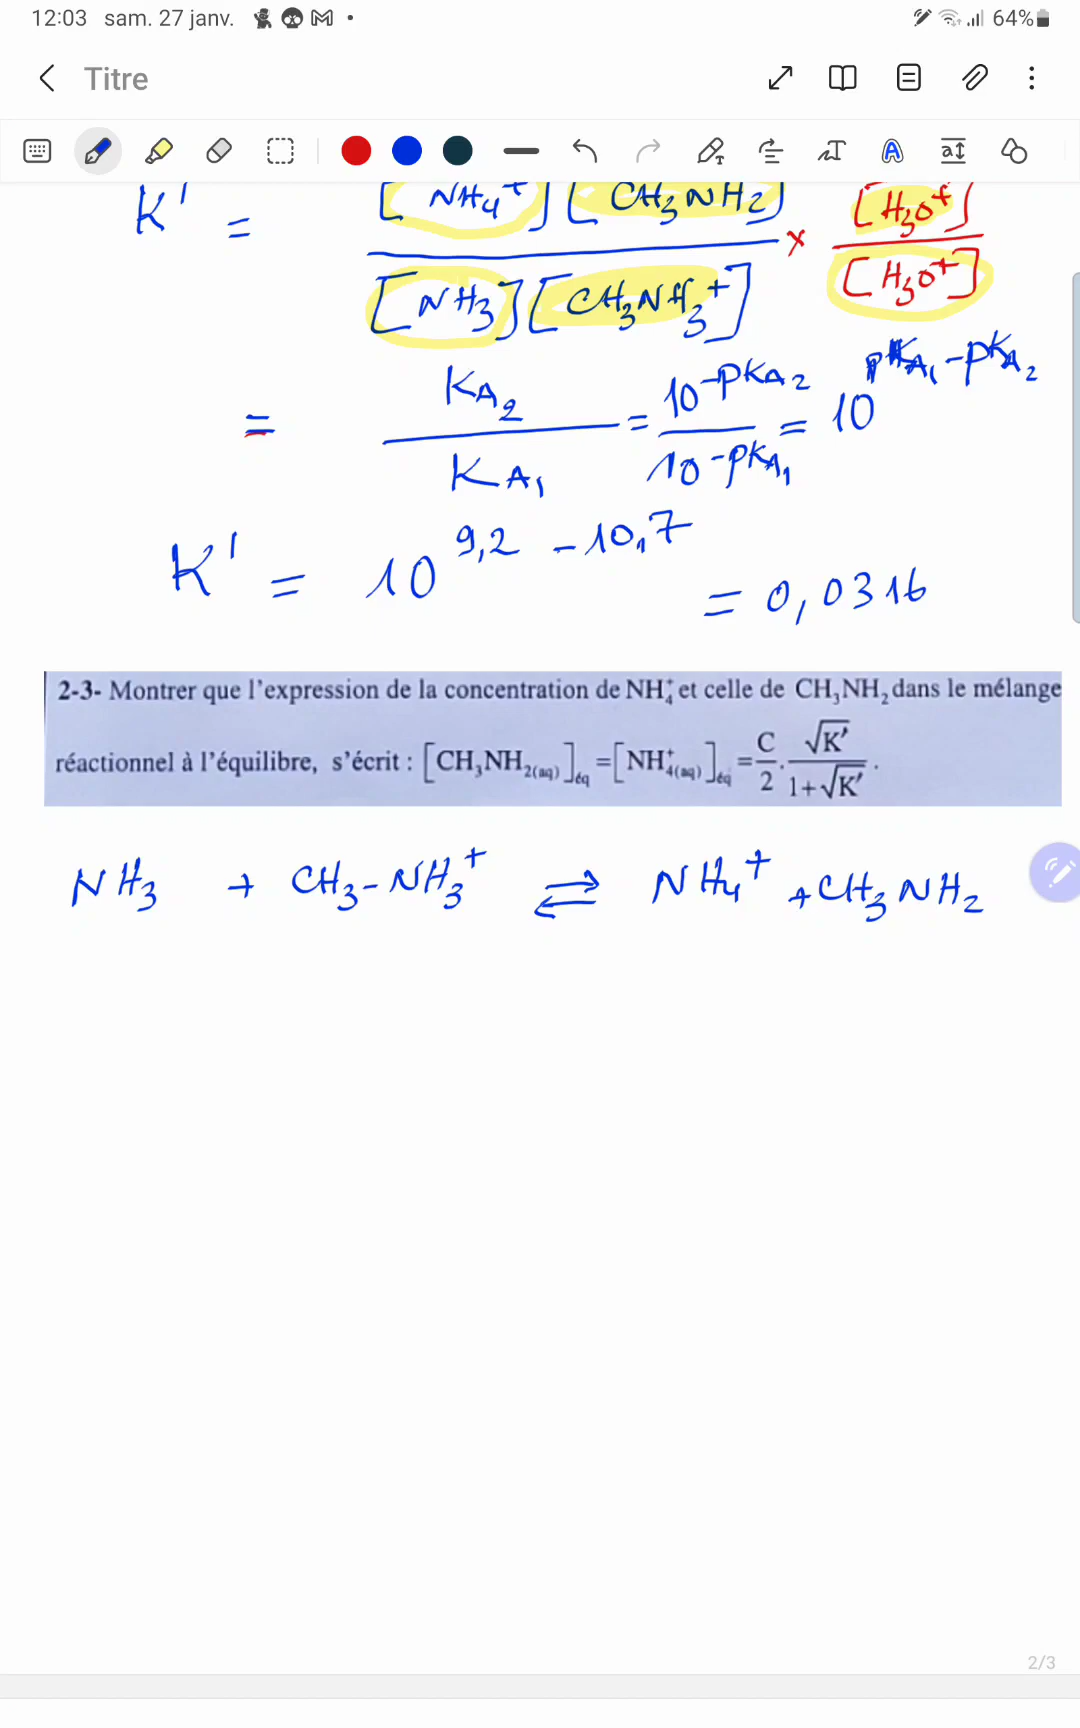 12:03 sam. 27 janv. 64%
Titre
K' = [NH₄⁺][CH₃NH₂] / [NH₃][CH₃NH₃⁺] × [H₃O⁺] / [H₃O⁺]
= K_A₂ / K_A₁ = 10^-pKA₂ / 10^-pKA₁ = 10^pKA₁-pKA₂
K' = 10^9,2 - 10,7 = 0,0316
2-3- Montrer que l'expression de la concentration de NH₄⁺ et celle de CH₃NH₂ dans le mélange
réactionnel à l'équilibre, s'écrit : [CH₃NH₂(aq)]éq = [NH₄⁺(aq)]éq = C/2 . √K' / 1+√K' .
NH₃ + CH₃-NH₃⁺ ⇌ NH₄⁺ + CH₃NH₂
2/3